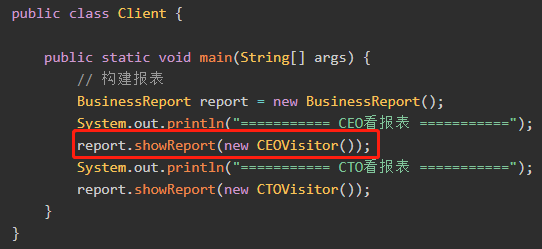 public class Client {
public static void main(String[] args) {
// 构建报表
BusinessReport report = new BusinessReport();
System.out.println("=========== CEO看报表 ===========");
report.showReport(new CEOVisitor());
System.out.println("=========== CTO看报表 ===========");
report.showReport(new CTOVisitor());
}
}